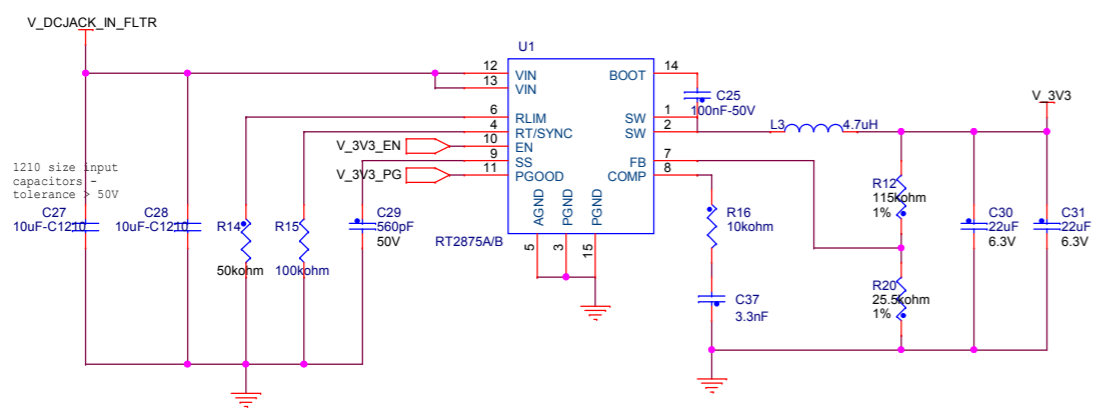 V_DCJACK_IN_FLTR
U1
12
VIN
BOOT
14
13
VIN
C25
100nF-50V
6
RLIM
SW
1
V_3V3
4
RT/SYNC
SW
2
L3
4.7uH
V_3V3_EN
10
EN
9
SS
FB
7
V_3V3_PG
11
PGOOD
COMP
8
1210 size input
capacitors -
tolerance > 50V
AGND
PGND
PGND
R12
115kohm
1%
C27
10uF-C1210
C28
10uF-C1210
R14
50kohm
R15
100kohm
C29
560pF
50V
R16
10kohm
C30
22uF
6.3V
C31
22uF
6.3V
RT2875A/B
5
3
15
R20
25.5kohm
1%
C37
3.3nF